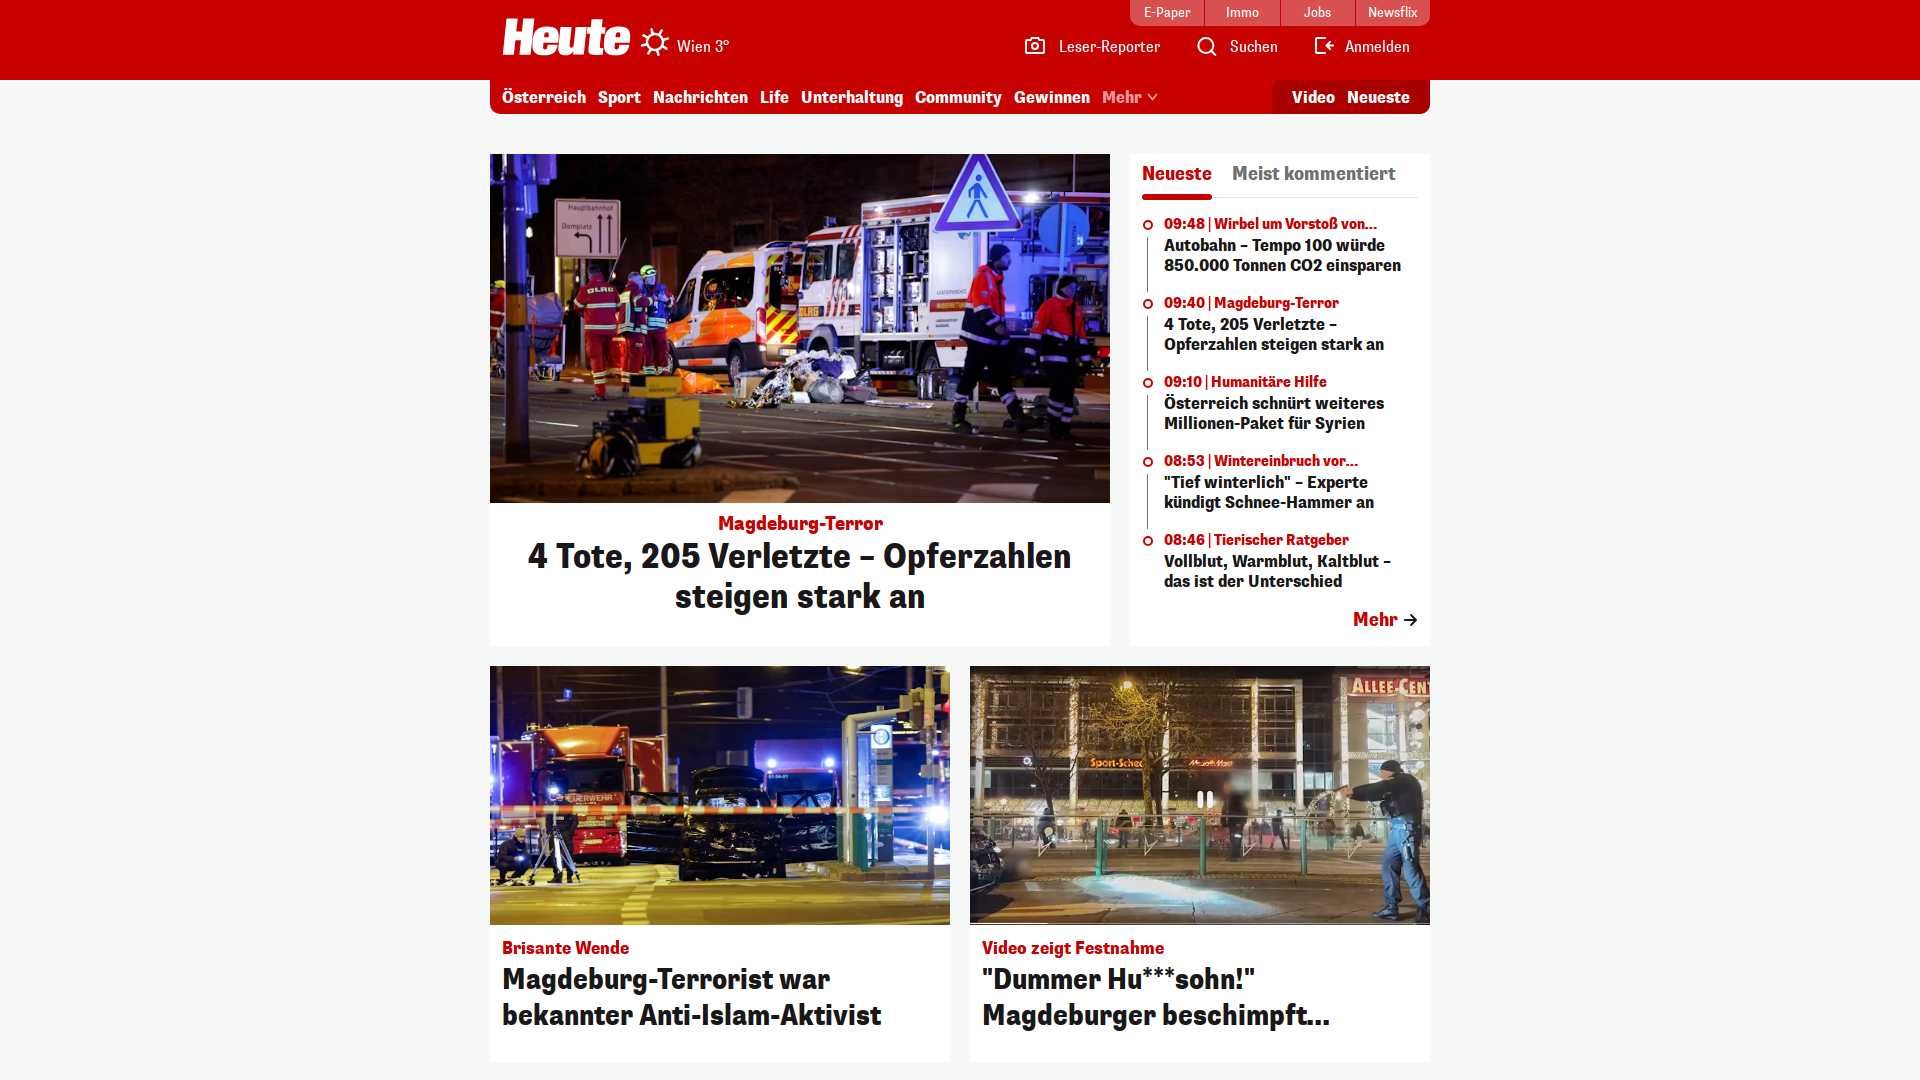 E-Paper
Immo
Jobs
Newsflix
Heute
Wien 3°
Leser-Reporter
Suchen
Anmelden
Österreich
Sport
Nachrichten
Life
Unterhaltung
Community
Gewinnen
Mehr
Video
Neueste
Hauptbahnhof
Domplatz
DLRG
DLRG
Magdeburg-Terror
4 Tote, 205 Verletzte – Opferzahlen
steigen stark an
Neueste
Meist kommentiert
09:48 | Wirbel um Vorstoß von...
Autobahn – Tempo 100 würde
850.000 Tonnen CO2 einsparen
09:40 | Magdeburg-Terror
4 Tote, 205 Verletzte –
Opferzahlen steigen stark an
09:10 | Humanitäre Hilfe
Österreich schnürt weiteres
Millionen-Paket für Syrien
08:53 | Wintereinbruch vor...
"Tief winterlich" – Experte
kündigt Schnee-Hammer an
08:46 | Tierischer Ratgeber
Vollblut, Warmblut, Kaltblut –
das ist der Unterschied
Mehr
FEUERWEHR
Brisante Wende
Magdeburg-Terrorist war
bekannter Anti-Islam-Aktivist
ALLEE-CENT
Video zeigt Festnahme
"Dummer Hu***sohn!"
Magdeburger beschimpft...